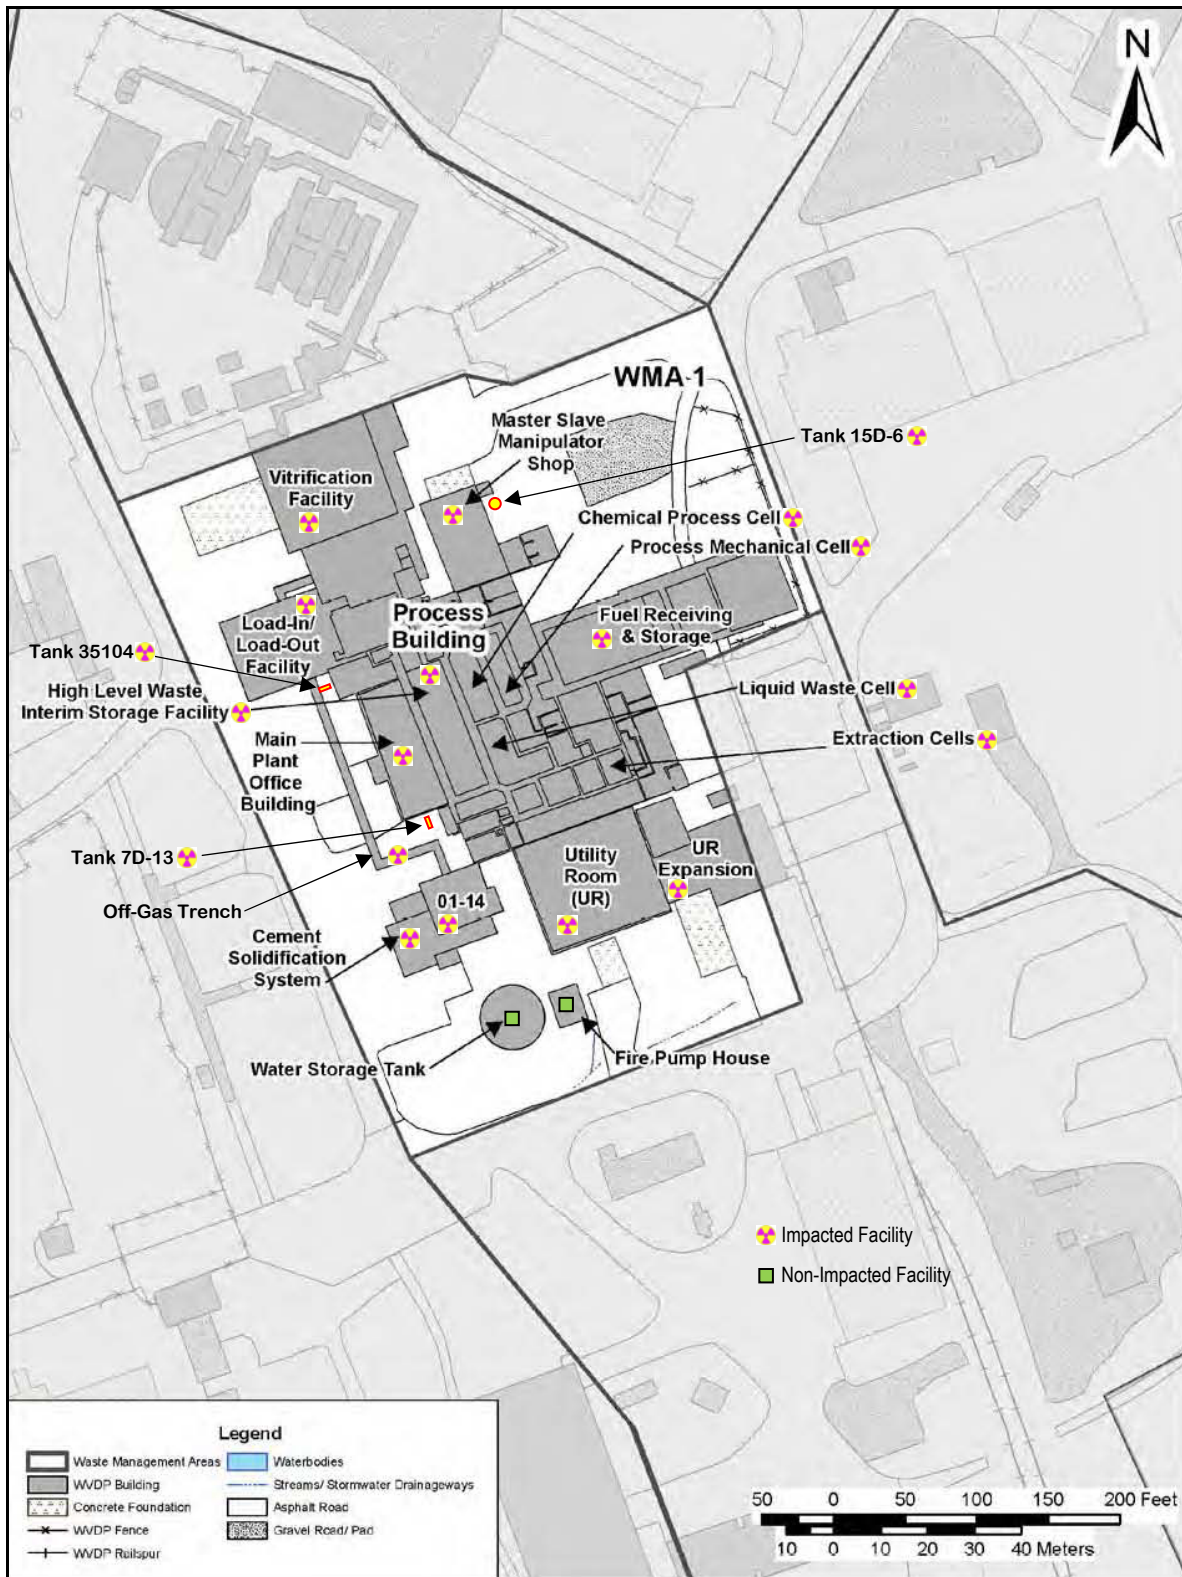 N
WMA 1
Master Slave
Manipulator
Shop
Tank 15D-6
Vitrification
Facility
Chemical Process Cell
Process Mechanical Cell
Process
Building
Fuel Receiving
& Storage
Load-In/
Load-Out
Facility
Tank 35104
High Level Waste
Interim Storage Facility
Liquid Waste Cell
Main
Plant
Office
Building
Extraction Cells
Tank 7D-13
Utility
Room
(UR)
UR
Expansion
01-14
Off-Gas Trench
Cement
Solidification
System
Water Storage Tank
Fire Pump House
Impacted Facility
Non-Impacted Facility
Legend
Waste Management Areas
Waterbodies
WVDP Building
Streams/ Stormwater Drainageways
Concrete Foundation
Asphalt Road
WVDP Fence
Gravel Road/ Pad
WVDP Railspur
50 0 50 100 150 200 Feet
10 0 10 20 30 40 Meters